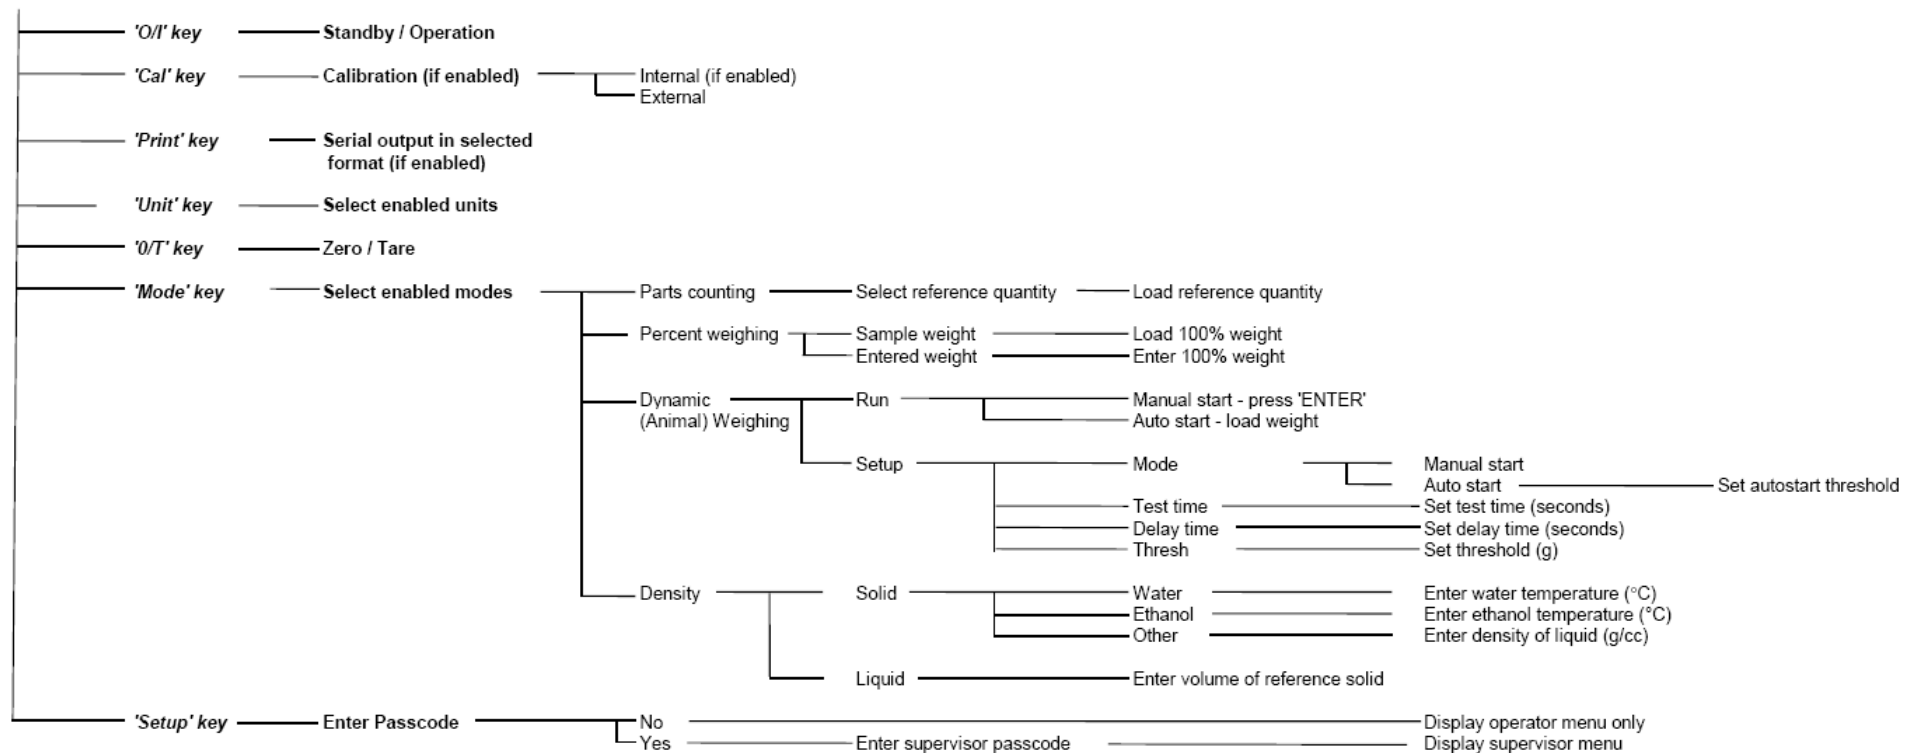 'O/I' key Standby / Operation
'Cal' key Calibration (if enabled) Internal (if enabled)
External
'Print' key Serial output in selected
format (if enabled)
'Unit' key Select enabled units
'0/T' key Zero / Tare
'Mode' key Select enabled modes Parts counting Select reference quantity Load reference quantity
Percent weighing Sample weight Load 100% weight
Entered weight Enter 100% weight
Dynamic Run Manual start - press 'ENTER'
(Animal) Weighing Auto start - load weight
Setup Mode Manual start
Auto start Set autostart threshold
Test time Set test time (seconds)
Delay time Set delay time (seconds)
Thresh Set threshold (g)
Density Solid Water Enter water temperature (°C)
Ethanol Enter ethanol temperature (°C)
Other Enter density of liquid (g/cc)
Liquid Enter volume of reference solid
'Setup' key Enter Passcode No Display operator menu only
Yes Enter supervisor passcode Display supervisor menu